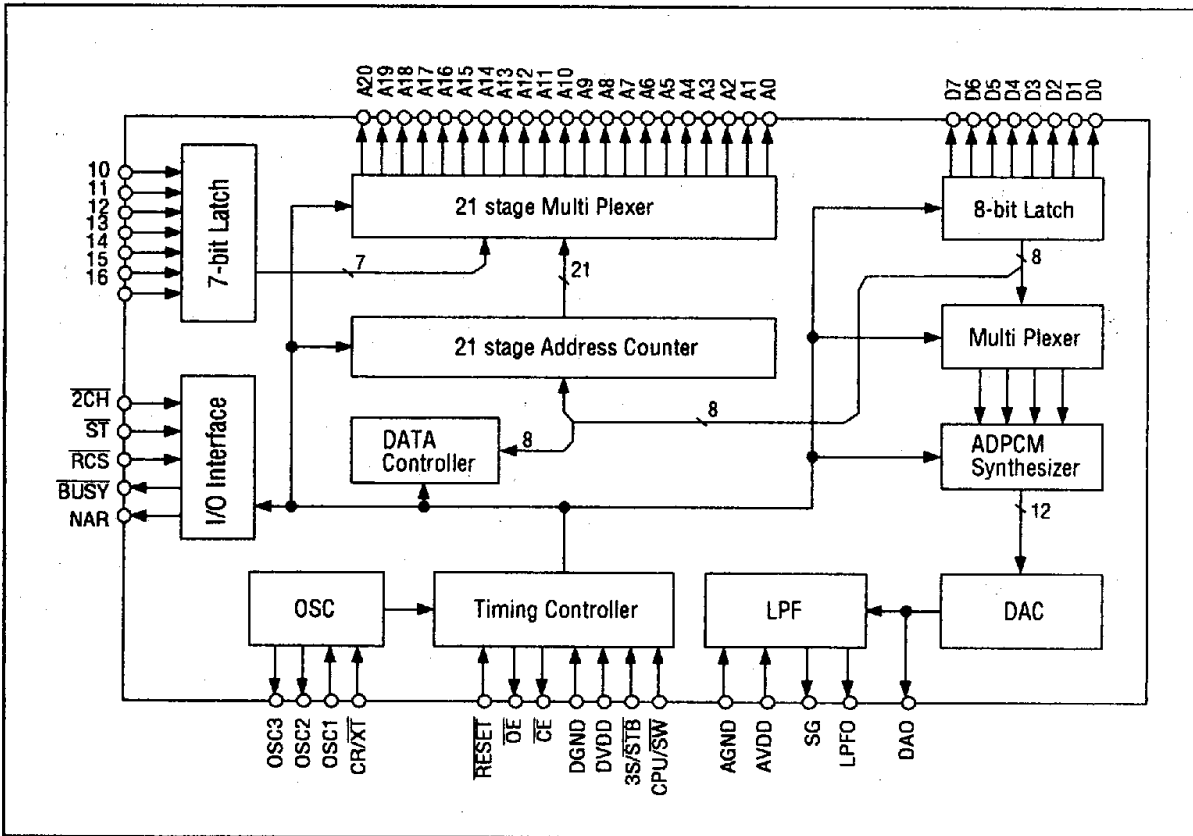 A20 A19 A18 A17 A16 A15 A14 A13 A12 A11 A10 A9 A8 A7 A6 A5 A4 A3 A2 A1 A0
D7 D6 D5 D4 D3 D2 D1 D0
10
11
12
13
14
15
16
7-bit Latch
21 stage Multi Plexer
8-bit Latch
7
21
8
21 stage Address Counter
Multi Plexer
2CH
ST
RCS
BUSY
NAR
I/O Interface
DATA
Controller
8
8
ADPCM
Synthesizer
12
OSC
Timing Controller
LPF
DAC
OSC3
OSC2
OSC1
CR/XT
RESET
OE
CE
DGND
DVDD
3S/STB
CPU/SW
AGND
AVDD
SG
LPFO
DAO